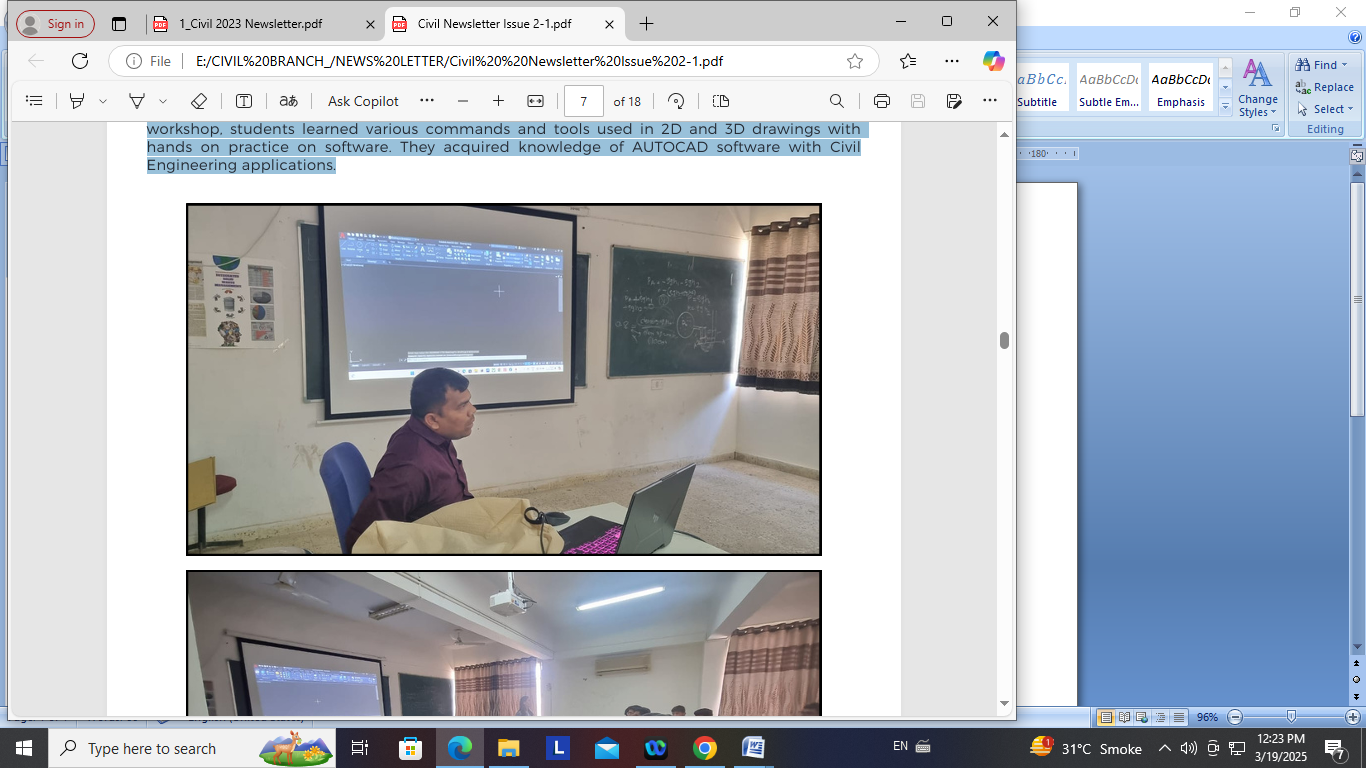 Sign in
1_Civil 2023 Newsletter.pdf
Civil Newsletter Issue 2-1.pdf
File
E:/CIVIL%20BRANCH_/NEWS%20LETTER/Civil%20%20Newsletter%20Issue%202-1.pdf
Ask Copilot
7 of 18
workshop, students learned various commands and tools used in 2D and 3D drawings with
hands on practice on software. They acquired knowledge of AUTOCAD software with Civil
Engineering applications.
AaBbCcDc
AaBbCcDc
Subtitle
Subtle Em...
Emphasis
Change
Styles
Find
Replace
Select
Editing
180
96%
Type here to search
L
W
EN
1
31°C Smoke
12:23 PM
3/19/2025
7